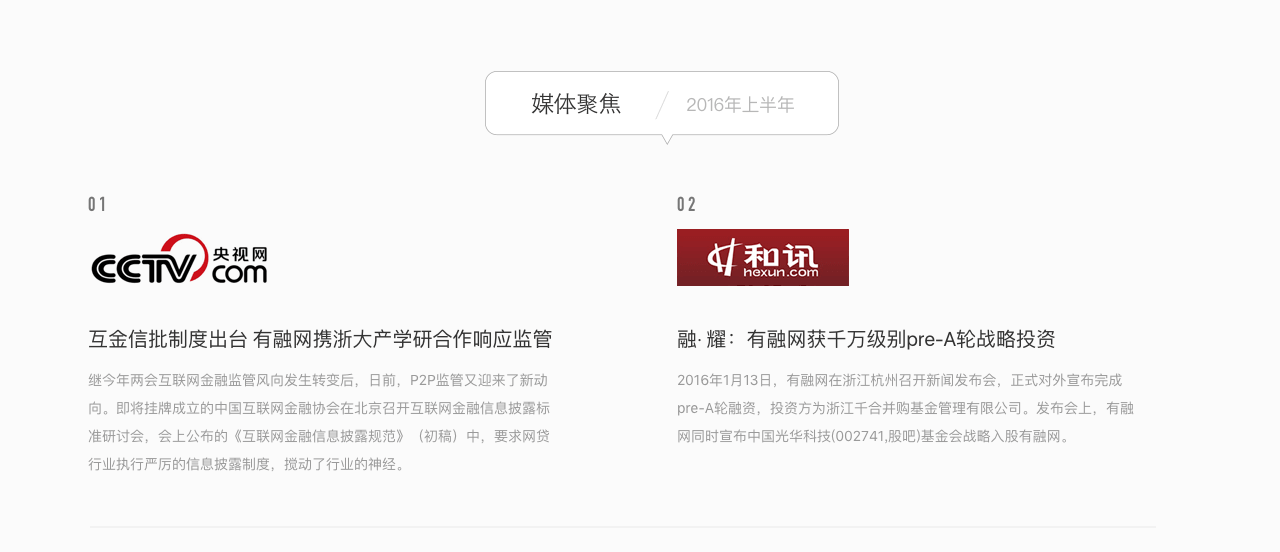 媒体聚焦 2016年上半年
01
CCTV.com 央视网
互金信批制度出台 有融网携浙大产学研合作响应监管
继今年两会互联网金融监管风向发生转变后，日前，P2P监管又迎来了新动
向。即将挂牌成立的中国互联网金融协会在北京召开互联网金融信息披露标
准研讨会，会上公布的《互联网金融信息披露规范》（初稿）中，要求网贷
行业执行严厉的信息披露制度，搅动了行业的神经。
02
和讯
hexun.com
融· 耀：有融网获千万级别pre-A轮战略投资
2016年1月13日，有融网在浙江杭州召开新闻发布会，正式对外宣布完成
pre-A轮融资，投资方为浙江千合并购基金管理有限公司。发布会上，有融
网同时宣布中国光华科技(002741,股吧)基金会战略入股有融网。